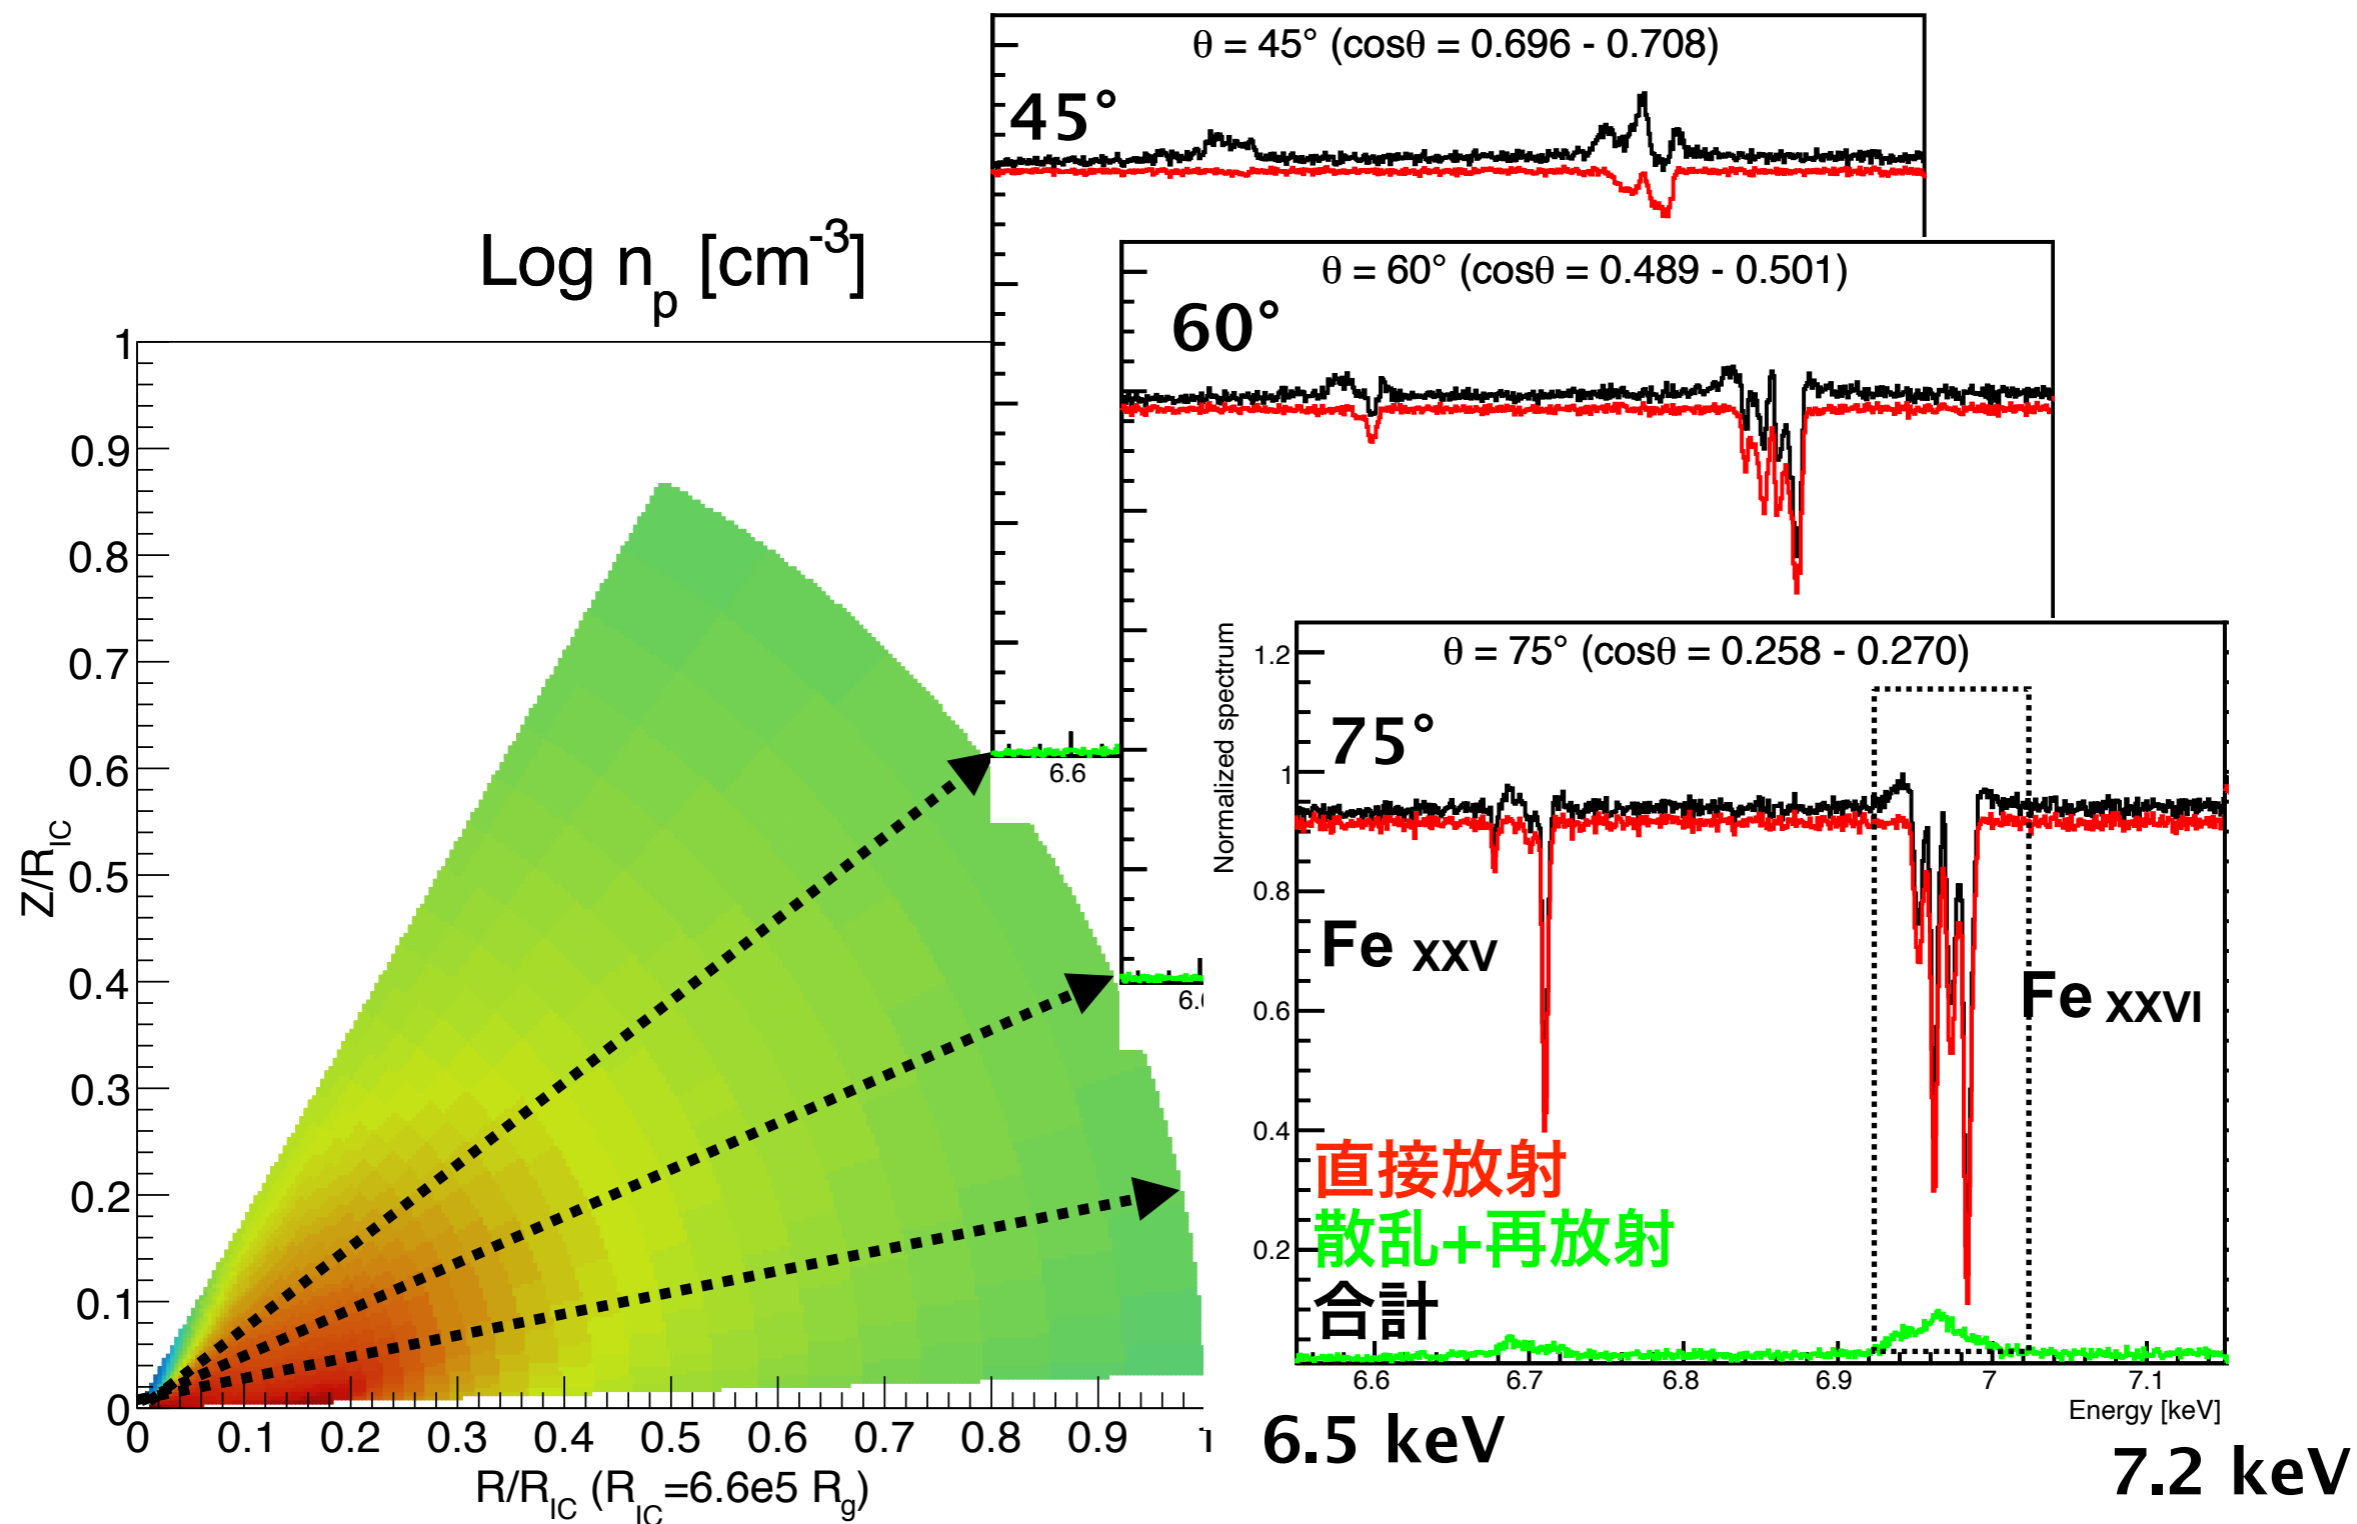 θ = 45° (cosθ = 0.696 - 0.708)
45°
Log n_p [cm^-3]
θ = 60° (cosθ = 0.489 - 0.501)
60°
θ = 75° (cosθ = 0.258 - 0.270)
75°
Normalized spectrum
1.2
1
0.8
0.6
0.4
0.2
Fe XXV
Fe XXVI
直接放射
散乱+再放射
合計
6.6
6.6 6.7 6.8 6.9 7 7.1
Energy [keV]
6.5 keV
7.2 keV
Z/R_IC
1
0.9
0.8
0.7
0.6
0.5
0.4
0.3
0.2
0.1
0
0 0.1 0.2 0.3 0.4 0.5 0.6 0.7 0.8 0.9 1
R/R_IC (R_IC=6.6e5 R_g)